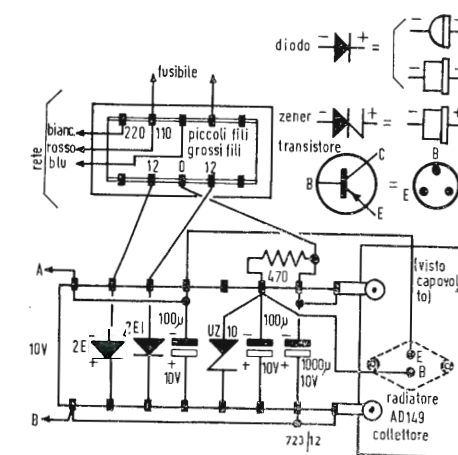 diodo - + = - + - +
fusibile
zener - + = - +
transistore
B C E = B E
rete
bianc. 220 110 piccoli fili
rosso grossi fili
blu 12 0 12
A
470
(visto
capovol
to)
100µ UZ 10 100µ
2E1 2E1
10V 10V 10V 1000µ
10V
E
B
radiatore
AD149
collettore
B
723/12